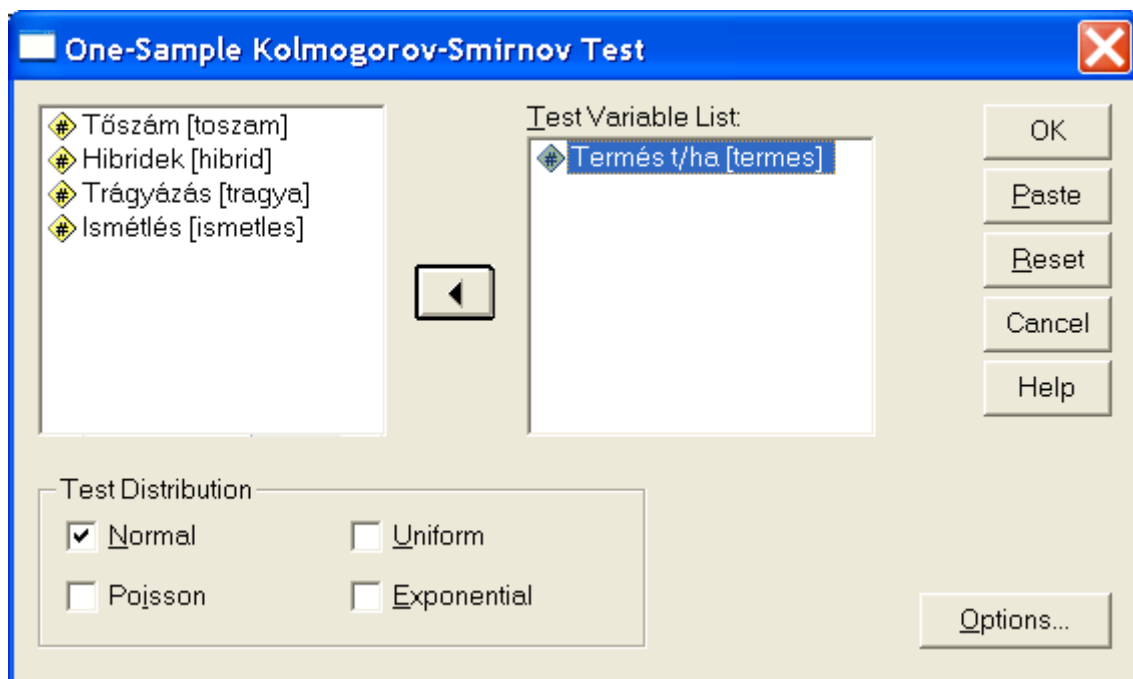 One-Sample Kolmogorov-Smirnov Test
Tőszám [toszam]
Hibridek [hibrid]
Trágyázás [tragya]
Ismétlés [ismetles]
Test Variable List:
Termés t/ha [termes]
OK
Paste
Reset
Cancel
Help
Test Distribution
Normal
Uniform
Poisson
Exponential
Options...